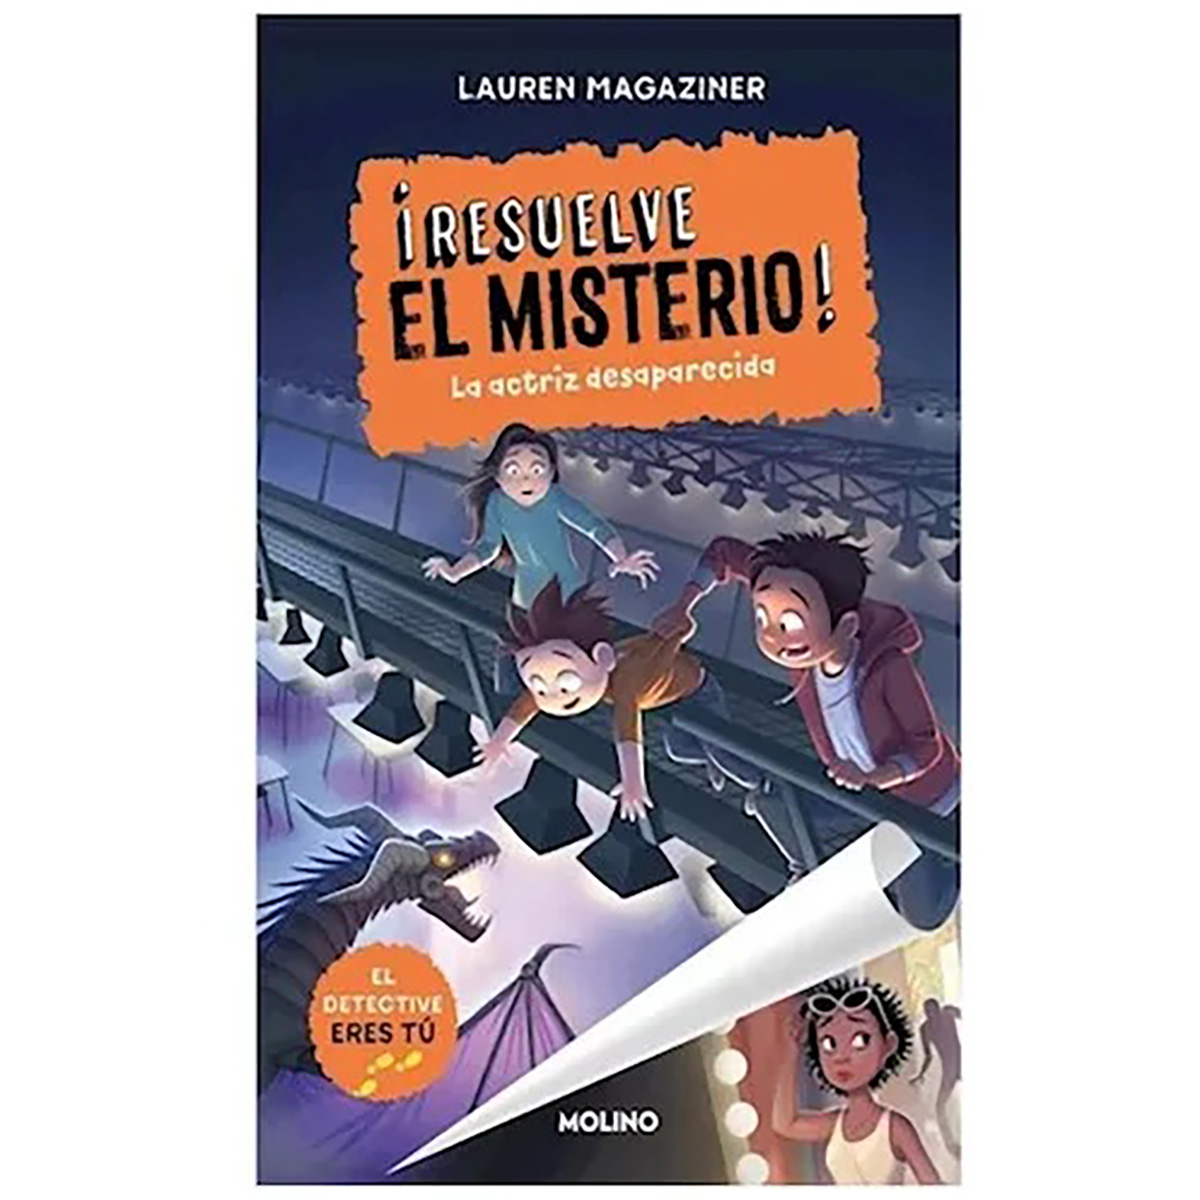 LAUREN MAGAZINER
¡RESUELVE
EL MISTERIO!
La actriz desaparecida
EL
DETECTIVE
ERES TÚ
MOLINO